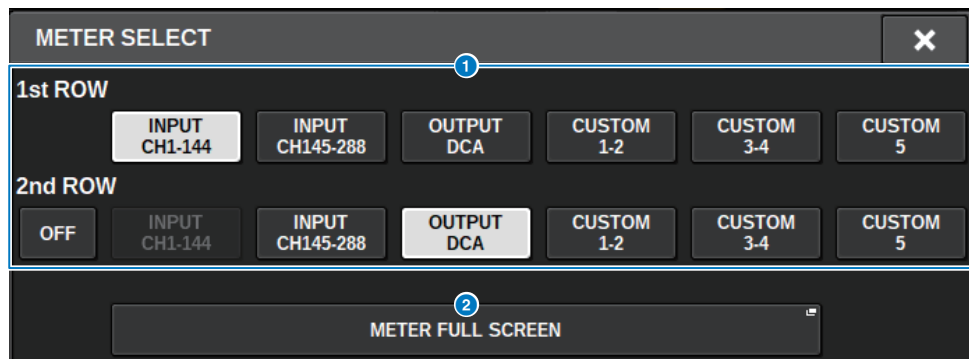 METER SELECT
1
1st ROW
INPUT CH1-144
INPUT CH145-288
OUTPUT DCA
CUSTOM 1-2
CUSTOM 3-4
CUSTOM 5
2nd ROW
OFF
INPUT CH1-144
INPUT CH145-288
OUTPUT DCA
CUSTOM 1-2
CUSTOM 3-4
CUSTOM 5
2
METER FULL SCREEN